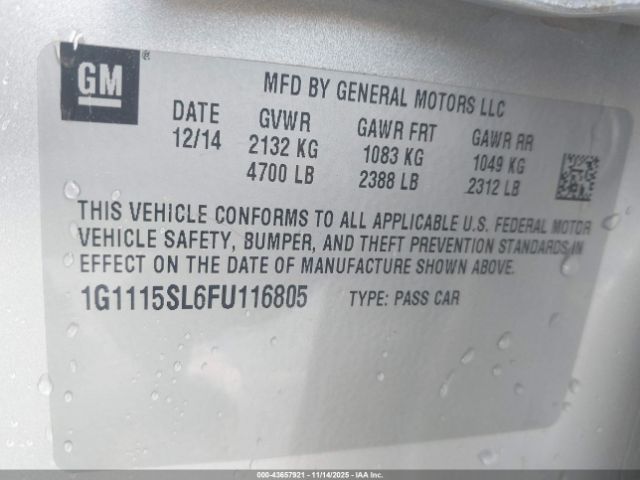 GM
MFD BY GENERAL MOTORS LLC
DATE GVWR GAWR FRT GAWR RR
12/14 2132 KG 1083 KG 1049 KG
4700 LB 2388 LB 2312 LB
THIS VEHICLE CONFORMS TO ALL APPLICABLE U.S. FEDERAL MOTOR
VEHICLE SAFETY, BUMPER, AND THEFT PREVENTION STANDARDS IN
EFFECT ON THE DATE OF MANUFACTURE SHOWN ABOVE.
1G1115SL6FU116805 TYPE: PASS CAR
000-43657921 - 11/14/2025 - IAA Inc.